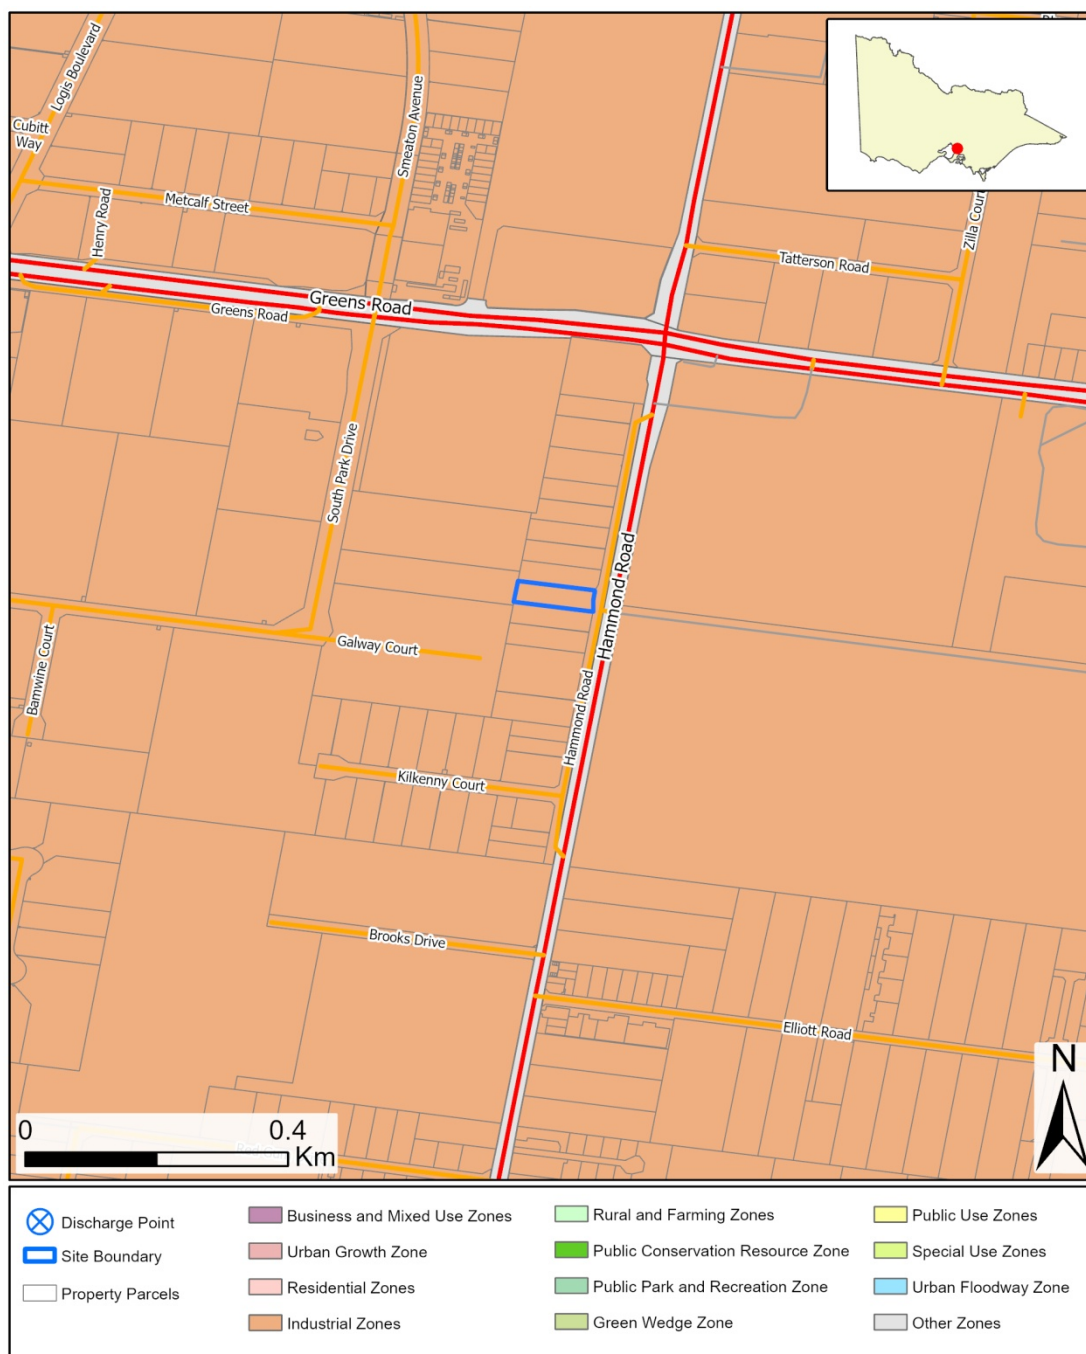 Logis Boulevard
Cubitt
Way
Smeaton Avenue
Metcalf Street
Henry Road
Greens Road
Greens Road
Tatterson Road
Zilla Court
South Park Drive
Hammond Road
Galway Court
Bamwine Court
Hammond Road
Kilkenny Court
Brooks Drive
Elliott Road
N
0 0.4
Km
Discharge Point
Site Boundary
Property Parcels
Business and Mixed Use Zones
Urban Growth Zone
Residential Zones
Industrial Zones
Rural and Farming Zones
Public Conservation Resource Zone
Public Park and Recreation Zone
Green Wedge Zone
Public Use Zones
Special Use Zones
Urban Floodway Zone
Other Zones